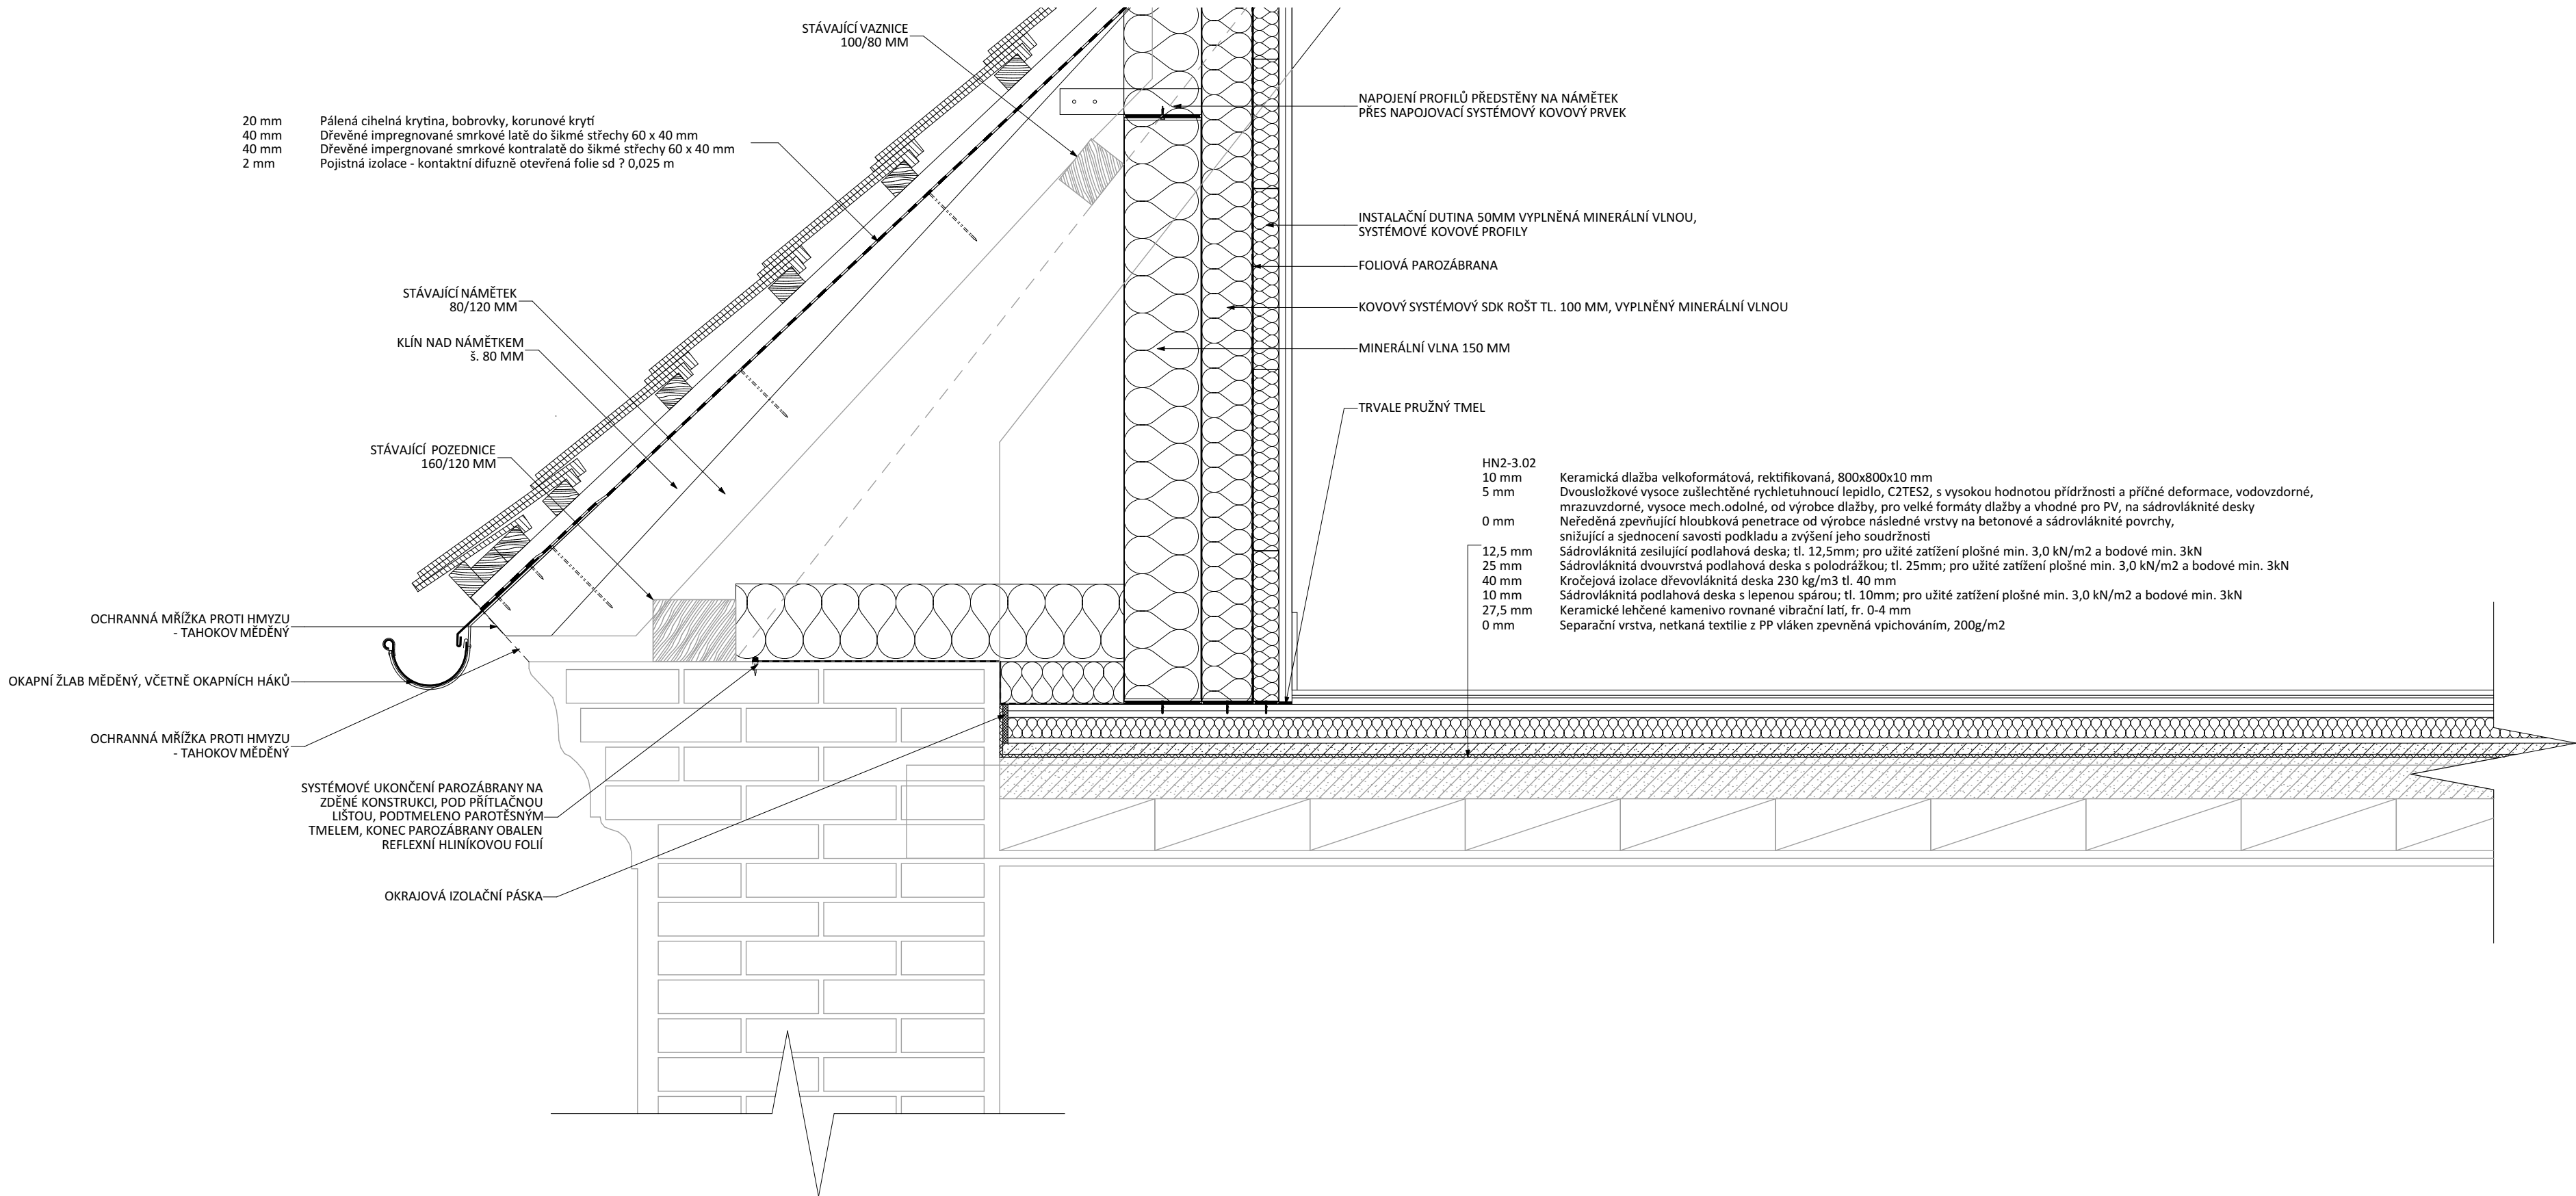 STÁVAJÍCÍ VAZNICE
100/80 MM
20 mm Pálená cihelná krytina, bobrovky, korunové krytí
40 mm Dřevěné impregnované smrkové latě do šikmé střechy 60 x 40 mm
40 mm Dřevěné impergnované smrkové kontralatě do šikmé střechy 60 x 40 mm
2 mm Pojistná izolace - kontaktní difuzně otevřená folie sd ? 0,025 m
STÁVAJÍCÍ NÁMĚTEK
80/120 MM
KLÍN NAD NÁMĚTKEM
š. 80 MM
STÁVAJÍCÍ POZEDNICE
160/120 MM
OCHRANNÁ MŘÍŽKA PROTI HMYZU
- TAHOKOV MĚDĚNÝ
OKAPNÍ ŽLAB MĚDĚNÝ, VČETNĚ OKAPNÍCH HÁKŮ
OCHRANNÁ MŘÍŽKA PROTI HMYZU
- TAHOKOV MĚDĚNÝ
SYSTÉMOVÉ UKONČENÍ PAROZÁBRANY NA
ZDĚNÉ KONSTRUKCI, POD PŘÍTLAČNOU
LIŠTOU, PODTMELENO PAROTĚSNÝM
TMELEM, KONEC PAROZÁBRANY OBALEN
REFLEXNÍ HLINÍKOVOU FOLIÍ
OKRAJOVÁ IZOLAČNÍ PÁSKA
NAPOJENÍ PROFILŮ PŘEDSTĚNY NA NÁMĚTEK
PŘES NAPOJOVACÍ SYSTÉMOVÝ KOVOVÝ PRVEK
INSTALAČNÍ DUTINA 50MM VYPLNĚNÁ MINERÁLNÍ VLNOU,
SYSTÉMOVÉ KOVOVÉ PROFILY
FOLIOVÁ PAROZÁBRANA
KOVOVÝ SYSTÉMOVÝ SDK ROŠT TL. 100 MM, VYPLNĚNÝ MINERÁLNÍ VLNOU
MINERÁLNÍ VLNA 150 MM
TRVALE PRUŽNÝ TMEL
HN2-3.02
10 mm Keramická dlažba velkoformátová, rektifikovaná, 800x800x10 mm
5 mm Dvousložkové vysoce zušlechtěné rychletuhnoucí lepidlo, C2TES2, s vysokou hodnotou přídržnosti a příčné deformace, vodovzdorné,
mrazuvzdorné, vysoce mech.odolné, od výrobce dlažby, pro velké formáty dlažby a vhodné pro PV, na sádrovláknité desky
0 mm Neředěná zpevňující hloubková penetrace od výrobce následné vrstvy na betonové a sádrovláknité povrchy,
snižující a sjednocení savosti podkladu a zvýšení jeho soudržnosti
12,5 mm Sádrovláknitá zesilující podlahová deska; tl. 12,5mm; pro užité zatížení plošné min. 3,0 kN/m2 a bodové min. 3kN
25 mm Sádrovláknitá dvouvrstvá podlahová deska s polodrážkou; tl. 25mm; pro užité zatížení plošné min. 3,0 kN/m2 a bodové min. 3kN
40 mm Kročejová izolace dřevovláknitá deska 230 kg/m3 tl. 40 mm
10 mm Sádrovláknitá podlahová deska s lepenou spárou; tl. 10mm; pro užité zatížení plošné min. 3,0 kN/m2 a bodové min. 3kN
27,5 mm Keramické lehčené kamenivo rovnané vibrační latí, fr. 0-4 mm
0 mm Separační vrstva, netkaná textilie z PP vláken zpevněná vpichováním, 200g/m2